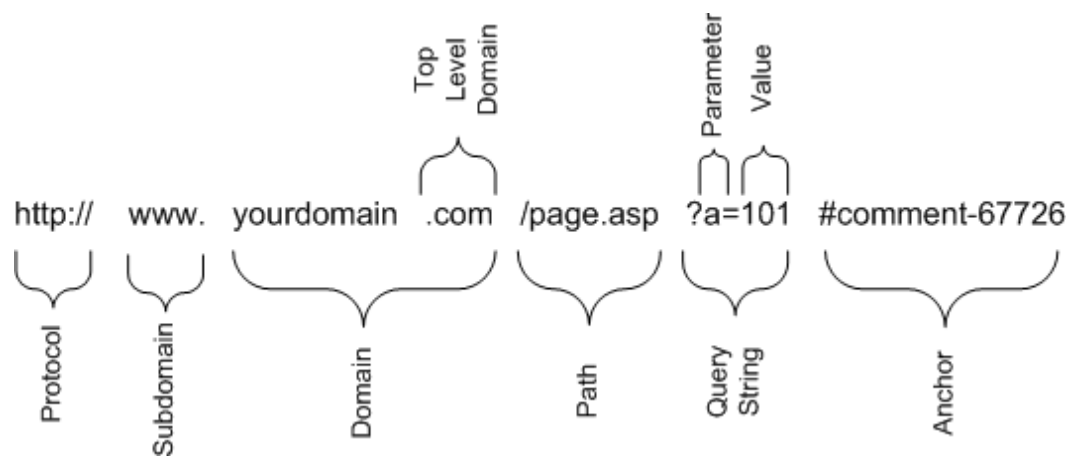 Top
Level
Domain
Parameter
Value
http:// www. yourdomain .com /page.asp ?a=101 #comment-67726
Protocol
Subdomain
Domain
Path
Query
String
Anchor